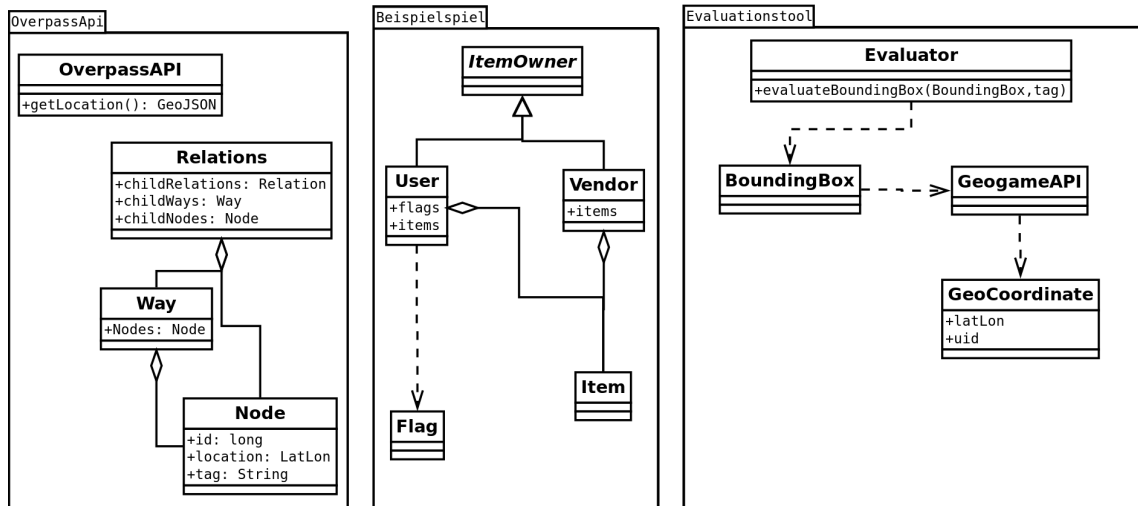 OverpassApi
OverpassAPI
+getLocation(): GeoJSON
Relations
+childRelations: Relation
+childWays: Way
+childNodes: Node
Way
+Nodes: Node
Node
+id: long
+location: LatLon
+tag: String
Beispielspiel
ItemOwner
User
+flags
+items
Vendor
+items
Item
Flag
Evaluationstool
Evaluator
+evaluateBoundingBox(BoundingBox,tag)
BoundingBox
GeogameAPI
GeoCoordinate
+latLon
+uid